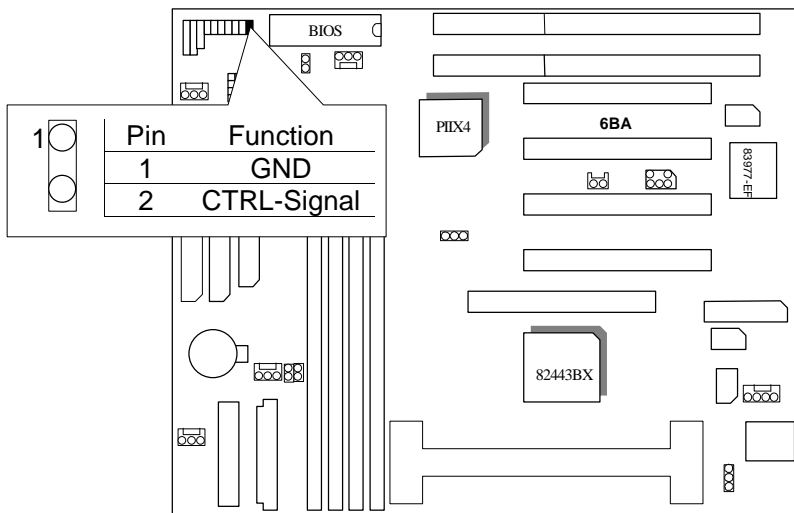 BIOS
PIIX4
6BA
83977-EF
1
Pin Function
1 GND
2 CTRL-Signal
82443BX